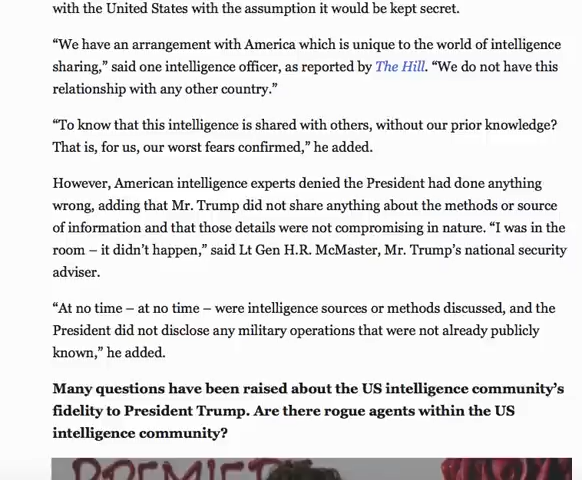 with the United States with the assumption it would be kept secret.
“We have an arrangement with America which is unique to the world of intelligence
sharing,” said one intelligence officer, as reported by The Hill. “We do not have this
relationship with any other country.”
“To know that this intelligence is shared with others, without our prior knowledge?
That is, for us, our worst fears confirmed,” he added.
However, American intelligence experts denied the President had done anything
wrong, adding that Mr. Trump did not share anything about the methods or source
of information and that those details were not compromising in nature. “I was in the
room – it didn’t happen,” said Lt Gen H.R. McMaster, Mr. Trump’s national security
adviser.
“At no time – at no time – were intelligence sources or methods discussed, and the
President did not disclose any military operations that were not already publicly
known,” he added.
Many questions have been raised about the US intelligence community’s
fidelity to President Trump. Are there rogue agents within the US
intelligence community?